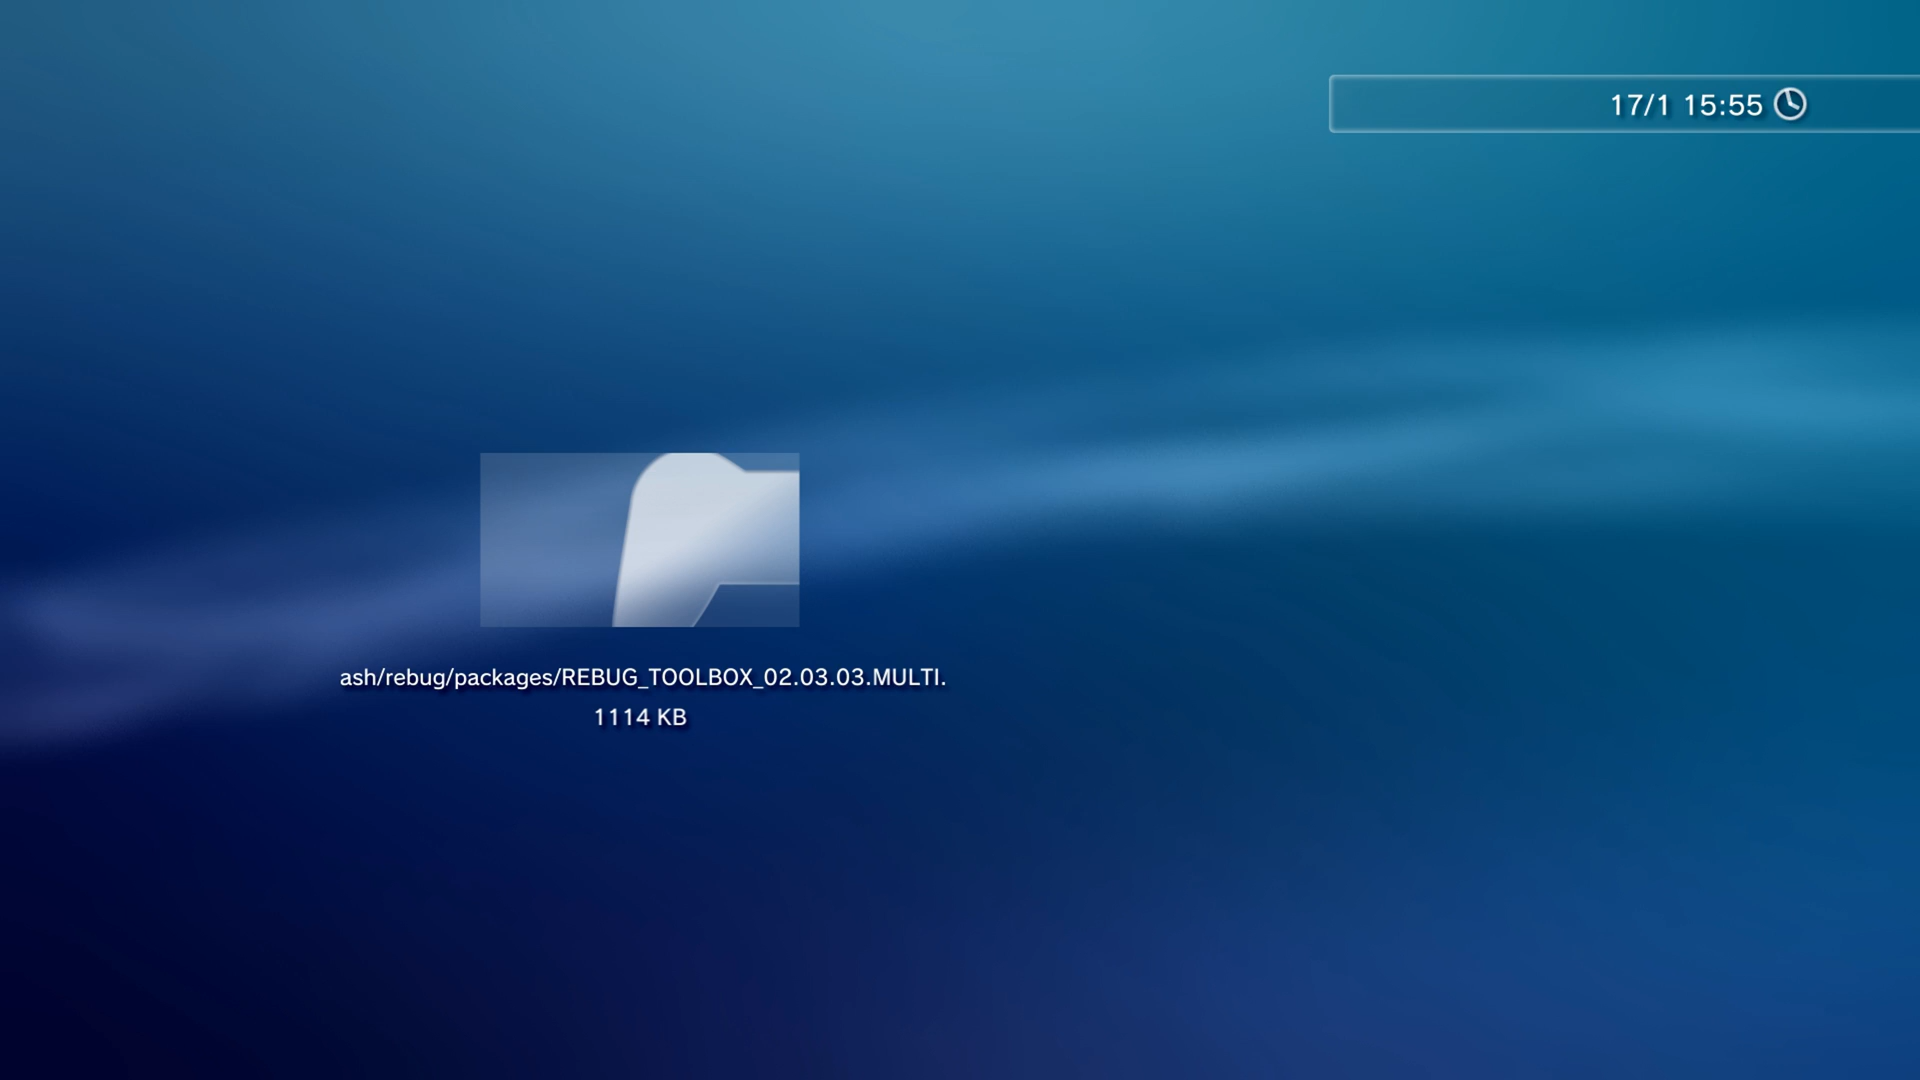 17/1 15:55
ash/rebug/packages/REBUG_TOOLBOX_02.03.03.MULTI.
1114 KB